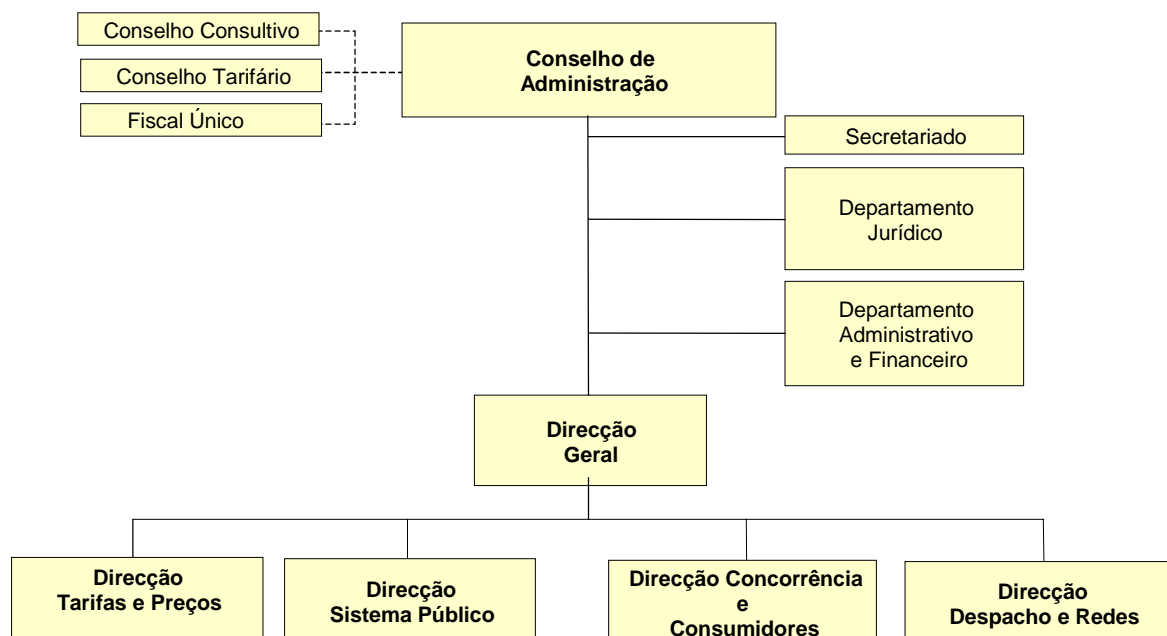 Conselho Consultivo
Conselho Tarifário
Fiscal Único
Conselho de
Administração
Secretariado
Departamento
Jurídico
Departamento
Administrativo
e Financeiro
Direcção
Geral
Direcção
Tarifas e Preços
Direcção
Sistema Público
Direcção Concorrência
e
Consumidores
Direcção
Despacho e Redes